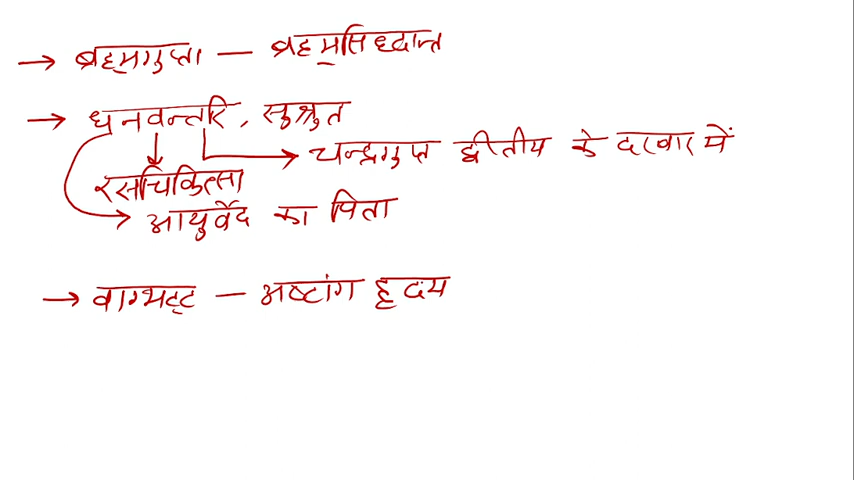 → ब्रह्मगुप्त — ब्रह्मसिध्दान्त
→ धनवन्तरि, सुश्रुत
चन्द्रगुप्त द्वितीय के दरबार में
रसचिकित्सा
आयुर्वेद का पिता
→ वाग्भट्ट — अष्टांग हृदय